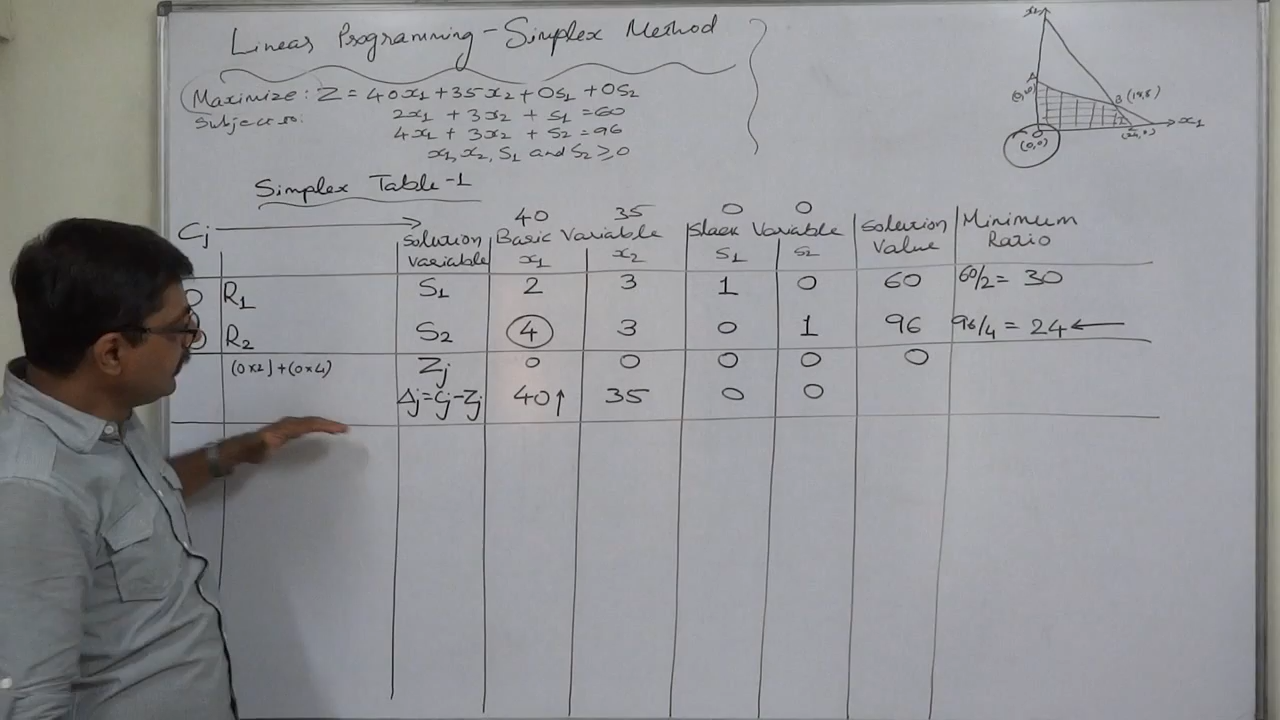 Linear Programming - Simplex Method
Maximize: Z = 40x1 + 35x2 + 0S1 + 0S2
Subject to:
2x1 + 3x2 + S1 = 60
4x1 + 3x2 + S2 = 96
x1, x2, S1 and S2 ≥ 0
A
B (18,8)
x1
(0,0)
Simplex Table-1
40 35 0 0
Cj Solution Variable Basic Variable Slack Variable Solution Value Minimum Ratio
x1 x2 S1 S2
0 R1 S1 2 3 1 0 60 60/2 = 30
R2 S2 4 3 0 1 96 96/4 = 24 ←
(0x2) + (0x4) Zj 0 0 0 0 0
Δj = Cj - Zj 40↑ 35 0 0